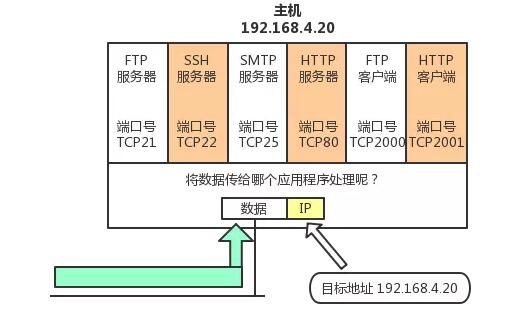 主机
192.168.4.20
FTP
服务器
端口号
TCP21
SSH
服务器
端口号
TCP22
SMTP
服务器
端口号
TCP25
HTTP
服务器
端口号
TCP80
FTP
客户端
端口号
TCP2000
HTTP
客户端
端口号
TCP2001
将数据传给哪个应用程序处理呢？
数据
IP
目标地址 192.168.4.20